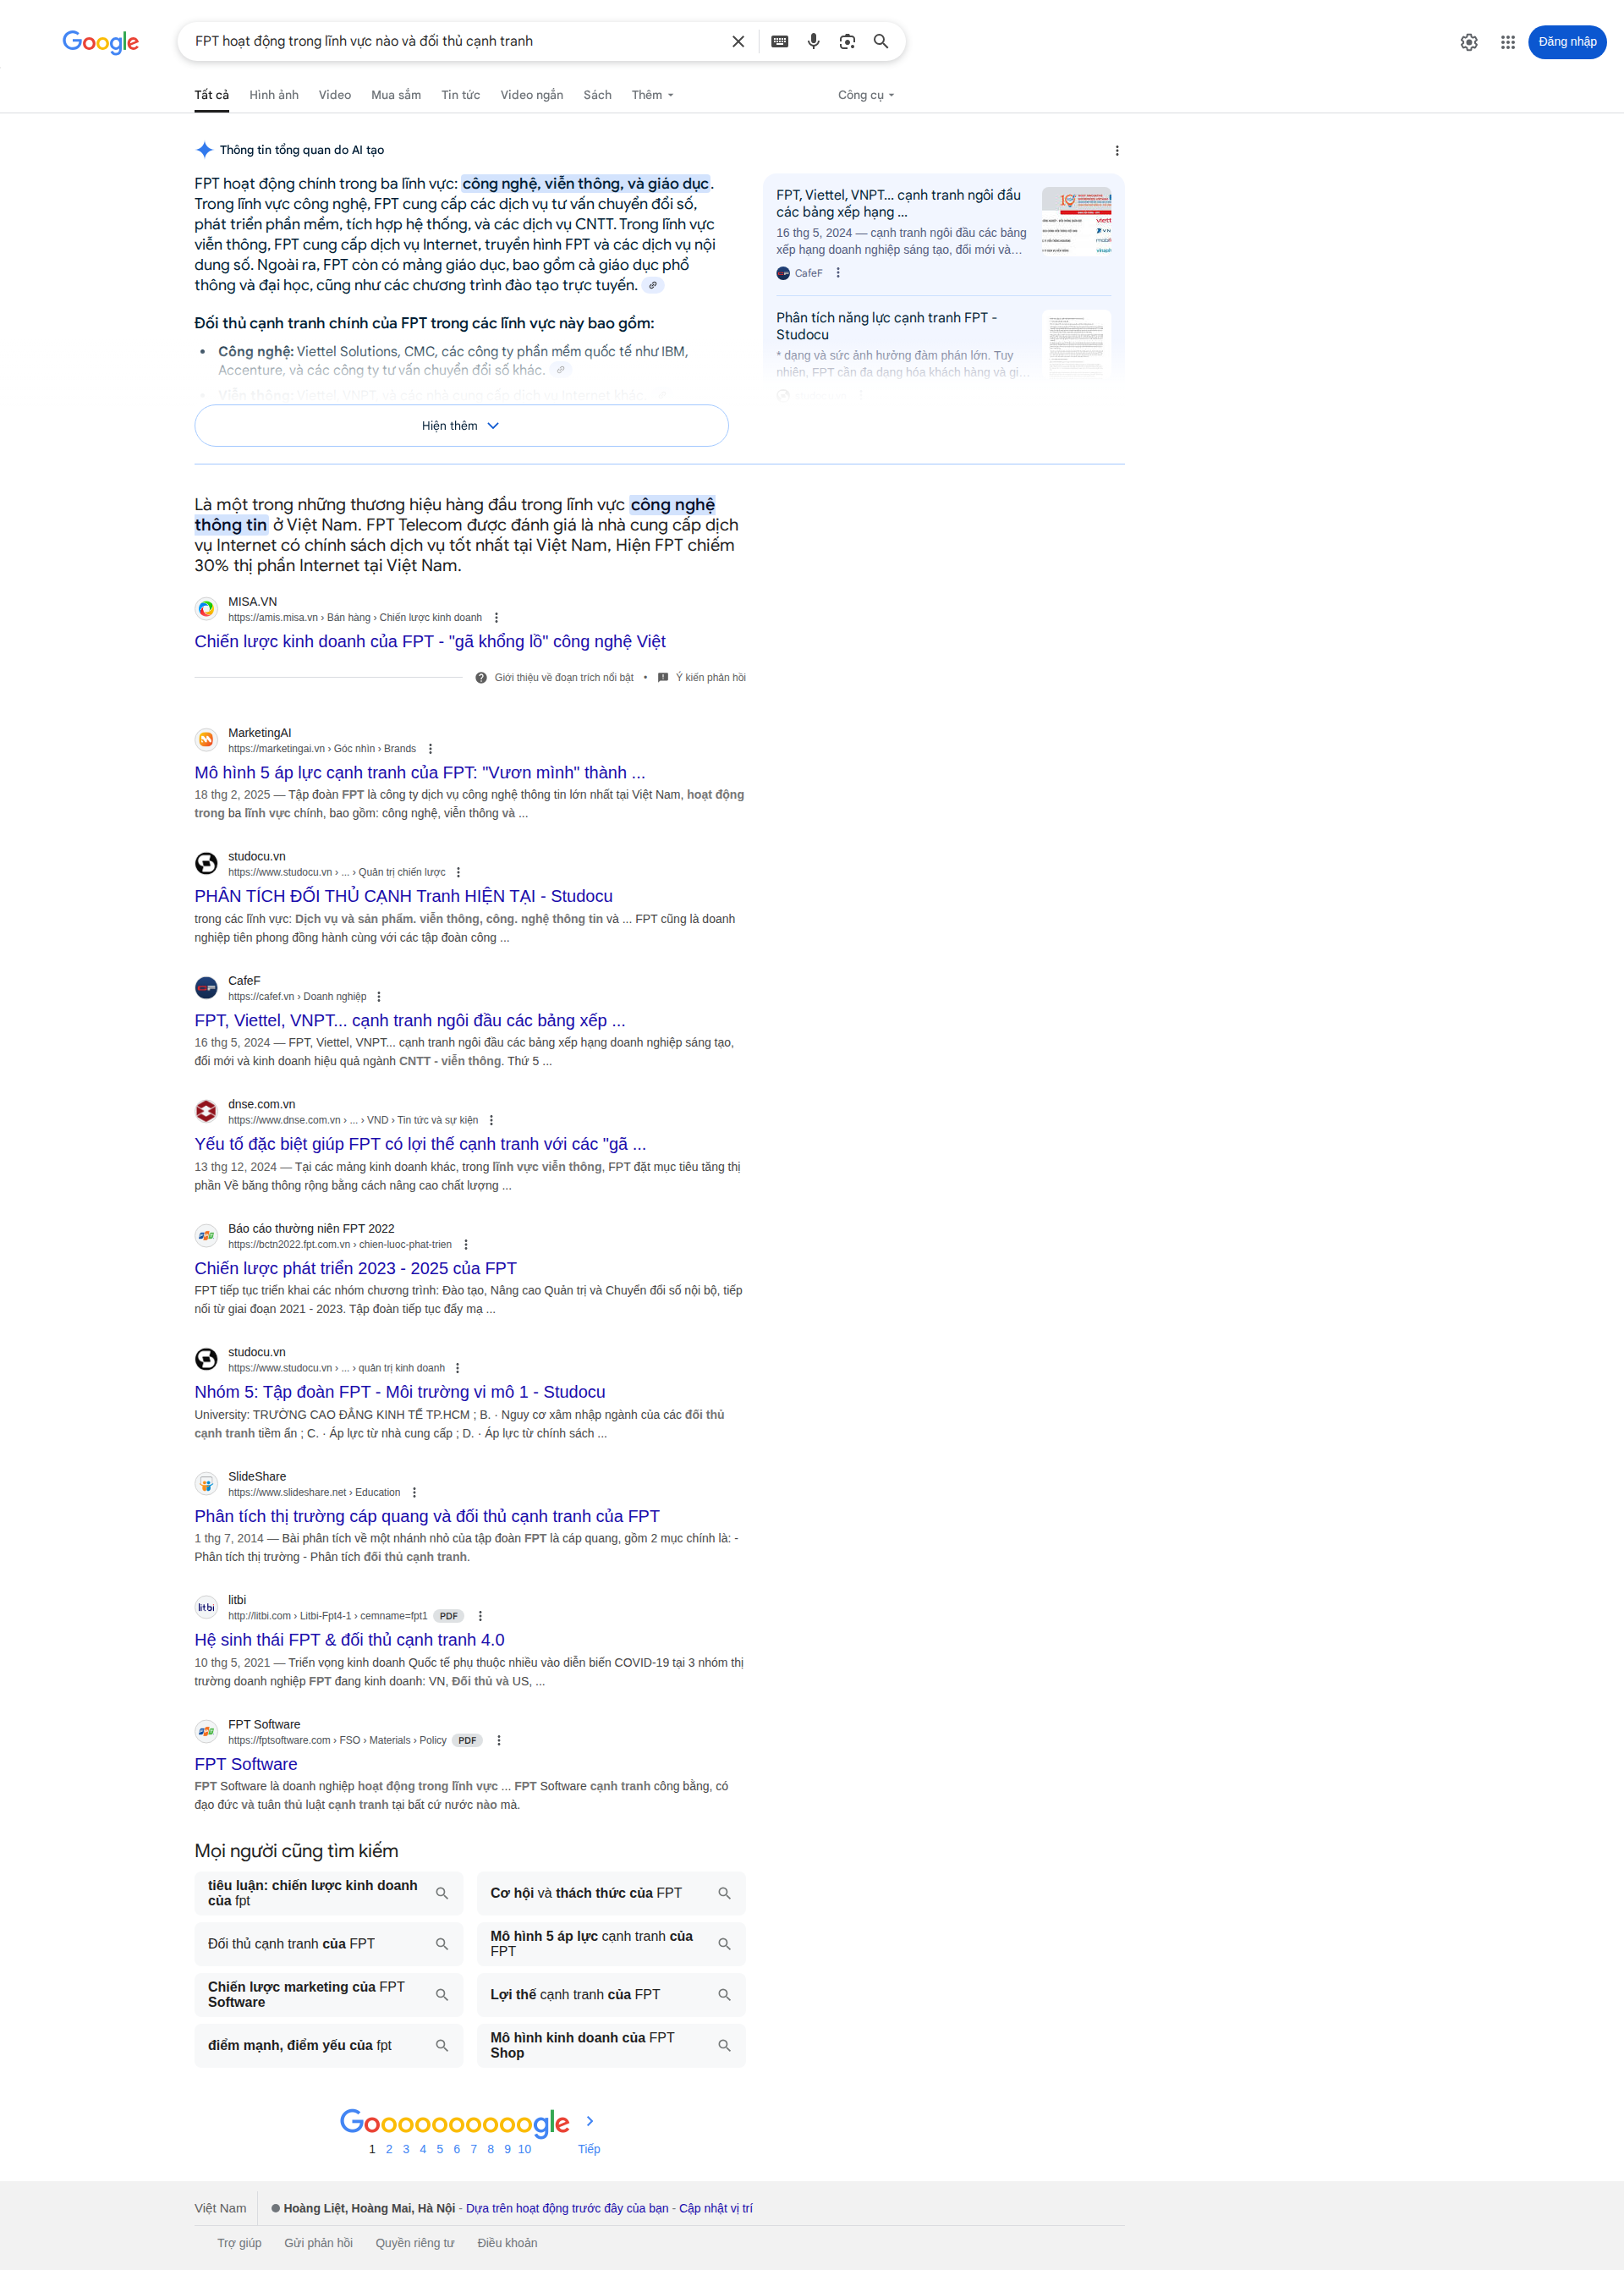 Google
FPT hoạt động trong lĩnh vực nào và đối thủ cạnh tranh
Đăng nhập
Tất cả
Hình ảnh
Video
Mua sắm
Tin tức
Video ngắn
Sách
Thêm
Công cụ
Thông tin tổng quan do AI tạo
FPT hoạt động chính trong ba lĩnh vực: công nghệ, viễn thông, và giáo dục.
Trong lĩnh vực công nghệ, FPT cung cấp các dịch vụ tư vấn chuyển đổi số,
phát triển phần mềm, tích hợp hệ thống, và các dịch vụ CNTT. Trong lĩnh vực
viễn thông, FPT cung cấp dịch vụ Internet, truyền hình FPT và các dịch vụ nội
dung số. Ngoài ra, FPT còn có mảng giáo dục, bao gồm cả giáo dục phổ
thông và đại học, cũng như các chương trình đào tạo trực tuyến.
Đối thủ cạnh tranh chính của FPT trong các lĩnh vực này bao gồm:
• Công nghệ: Viettel Solutions, CMC, các công ty phần mềm quốc tế như IBM,
Accenture, và các công ty tư vấn chuyển đổi số khác.
• Viễn thông: Viettel, VNPT, và các nhà cung cấp dịch vụ Internet khác.
Hiện thêm
FPT, Viettel, VNPT... cạnh tranh ngôi đầu
các bảng xếp hạng ...
16 thg 5, 2024 — cạnh tranh ngôi đầu các bảng
xếp hạng doanh nghiệp sáng tạo, đổi mới và…
CafeF
Phân tích năng lực cạnh tranh FPT -
Studocu
* dạng và sức ảnh hưởng đàm phán lớn. Tuy
nhiên, FPT cần đa dạng hóa khách hàng và gi…
Là một trong những thương hiệu hàng đầu trong lĩnh vực công nghệ
thông tin ở Việt Nam. FPT Telecom được đánh giá là nhà cung cấp dịch
vụ Internet có chính sách dịch vụ tốt nhất tại Việt Nam, Hiện FPT chiếm
30% thị phần Internet tại Việt Nam.
MISA.VN
https://amis.misa.vn › Bán hàng › Chiến lược kinh doanh
Chiến lược kinh doanh của FPT - "gã khổng lồ" công nghệ Việt
Giới thiệu về đoạn trích nổi bật • Ý kiến phản hồi
MarketingAI
https://marketingai.vn › Góc nhìn › Brands
Mô hình 5 áp lực cạnh tranh của FPT: "Vươn mình" thành ...
18 thg 2, 2025 — Tập đoàn FPT là công ty dịch vụ công nghệ thông tin lớn nhất tại Việt Nam, hoạt động
trong ba lĩnh vực chính, bao gồm: công nghệ, viễn thông và ...
studocu.vn
https://www.studocu.vn › ... › Quản trị chiến lược
PHÂN TÍCH ĐỐI THỦ CẠNH Tranh HIỆN TẠI - Studocu
trong các lĩnh vực: Dịch vụ và sản phẩm. viễn thông, công. nghệ thông tin và ... FPT cũng là doanh
nghiệp tiên phong đồng hành cùng với các tập đoàn công ...
CafeF
https://cafef.vn › Doanh nghiệp
FPT, Viettel, VNPT... cạnh tranh ngôi đầu các bảng xếp ...
16 thg 5, 2024 — FPT, Viettel, VNPT... cạnh tranh ngôi đầu các bảng xếp hạng doanh nghiệp sáng tạo,
đổi mới và kinh doanh hiệu quả ngành CNTT - viễn thông. Thứ 5 ...
dnse.com.vn
https://www.dnse.com.vn › ... › VND › Tin tức và sự kiện
Yếu tố đặc biệt giúp FPT có lợi thế cạnh tranh với các "gã ...
13 thg 12, 2024 — Tại các mảng kinh doanh khác, trong lĩnh vực viễn thông, FPT đặt mục tiêu tăng thị
phần Về băng thông rộng bằng cách nâng cao chất lượng ...
Báo cáo thường niên FPT 2022
https://bctn2022.fpt.com.vn › chien-luoc-phat-trien
Chiến lược phát triển 2023 - 2025 của FPT
FPT tiếp tục triển khai các nhóm chương trình: Đào tạo, Nâng cao Quản trị và Chuyển đổi số nội bộ, tiếp
nối từ giai đoạn 2021 - 2023. Tập đoàn tiếp tục đẩy mạ ...
studocu.vn
https://www.studocu.vn › ... › quản trị kinh doanh
Nhóm 5: Tập đoàn FPT - Môi trường vi mô 1 - Studocu
University: TRƯỜNG CAO ĐẲNG KINH TẾ TP.HCM ; B. · Nguy cơ xâm nhập ngành của các đối thủ
cạnh tranh tiềm ẩn ; C. · Áp lực từ nhà cung cấp ; D. · Áp lực từ chính sách ...
SlideShare
https://www.slideshare.net › Education
Phân tích thị trường cáp quang và đối thủ cạnh tranh của FPT
1 thg 7, 2014 — Bài phân tích về một nhánh nhỏ của tập đoàn FPT là cáp quang, gồm 2 mục chính là: -
Phân tích thị trường - Phân tích đối thủ cạnh tranh.
litbi
http://litbi.com › Litbi-Fpt4-1 › cemname=fpt1 PDF
Hệ sinh thái FPT & đối thủ cạnh tranh 4.0
10 thg 5, 2021 — Triển vọng kinh doanh Quốc tế phụ thuộc nhiều vào diễn biến COVID-19 tại 3 nhóm thị
trường doanh nghiệp FPT đang kinh doanh: VN, Đối thủ và US, ...
FPT Software
https://fptsoftware.com › FSO › Materials › Policy PDF
FPT Software
FPT Software là doanh nghiệp hoạt động trong lĩnh vực ... FPT Software cạnh tranh công bằng, có
đạo đức và tuân thủ luật cạnh tranh tại bất cứ nước nào mà.
Mọi người cũng tìm kiếm
tiêu luận: chiến lược kinh doanh
của fpt
Cơ hội và thách thức của FPT
Đối thủ cạnh tranh của FPT
Mô hình 5 áp lực cạnh tranh của
FPT
Chiến lược marketing của FPT
Software
Lợi thế cạnh tranh của FPT
điểm mạnh, điểm yếu của fpt
Mô hình kinh doanh của FPT
Shop
Goooooooooogle
1 2 3 4 5 6 7 8 9 10 Tiếp
Việt Nam
Hoàng Liệt, Hoàng Mai, Hà Nội - Dựa trên hoạt động trước đây của bạn - Cập nhật vị trí
Trợ giúp
Gửi phản hồi
Quyền riêng tư
Điều khoản